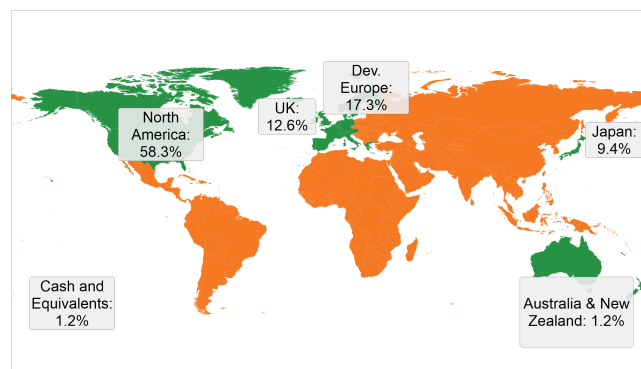 Dev.
Europe:
17.3%
UK:
12.6%
North
America:
58.3%
Japan:
9.4%
Cash and
Equivalents:
1.2%
Australia & New
Zealand: 1.2%